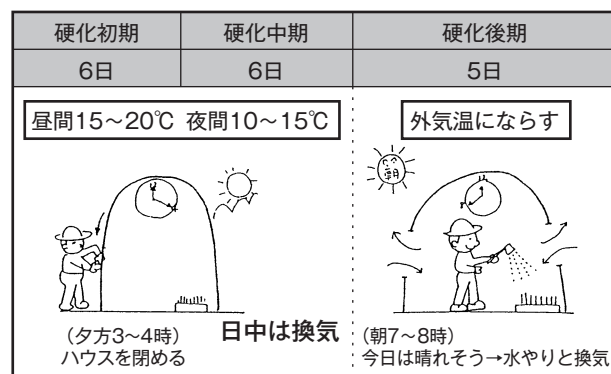 硬化初期
硬化中期
硬化後期
6日
6日
5日
昼間15～20℃ 夜間10～15℃
外気温にならす
朝
(夕方3～4時)
ハウスを閉める
日中は換気
(朝7～8時)
今日は晴れそう→水やりと換気